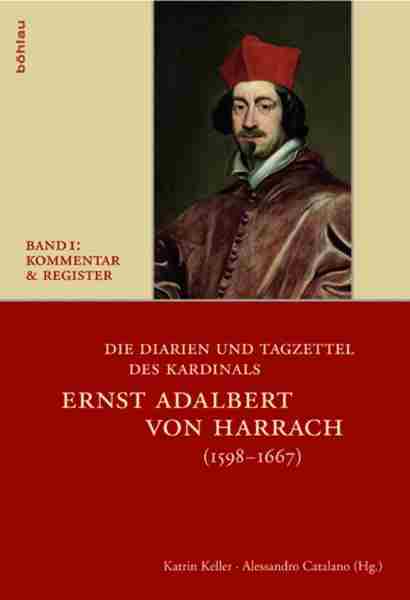 böhlau
BAND 1:
KOMMENTAR
& REGISTER
DIE DIARIEN UND TAGZETTEL
DES KARDINALS
ERNST ADALBERT
VON HARRACH
(1598–1667)
Katrin Keller · Alessandro Catalano (Hg.)